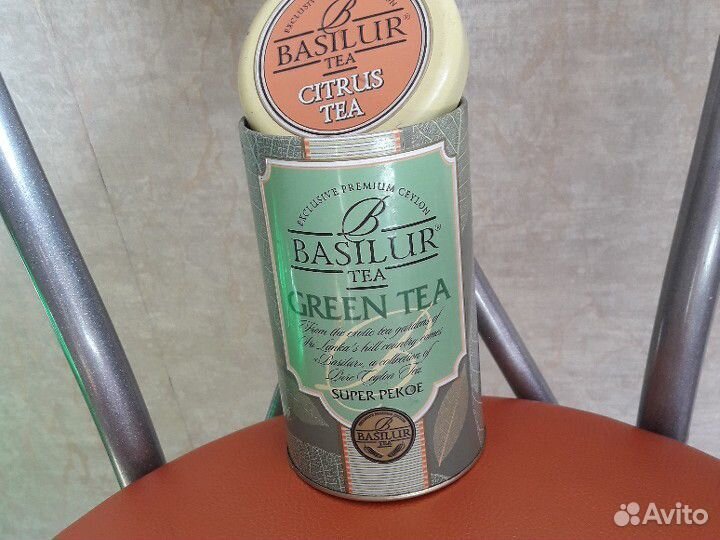 EXCLUSIVE
B
BASILUR®
TEA
CITRUS
TEA
EXCLUSIVE PREMIUM CEYLON
B
BASILUR®
TEA
GREEN TEA
From the exotic tea gardens of
Sri Lanka's hill country comes
«Basilur», a collection of
Pure Ceylon Tea
SUPER PEKOE
B
BASILUR
TEA
Avito